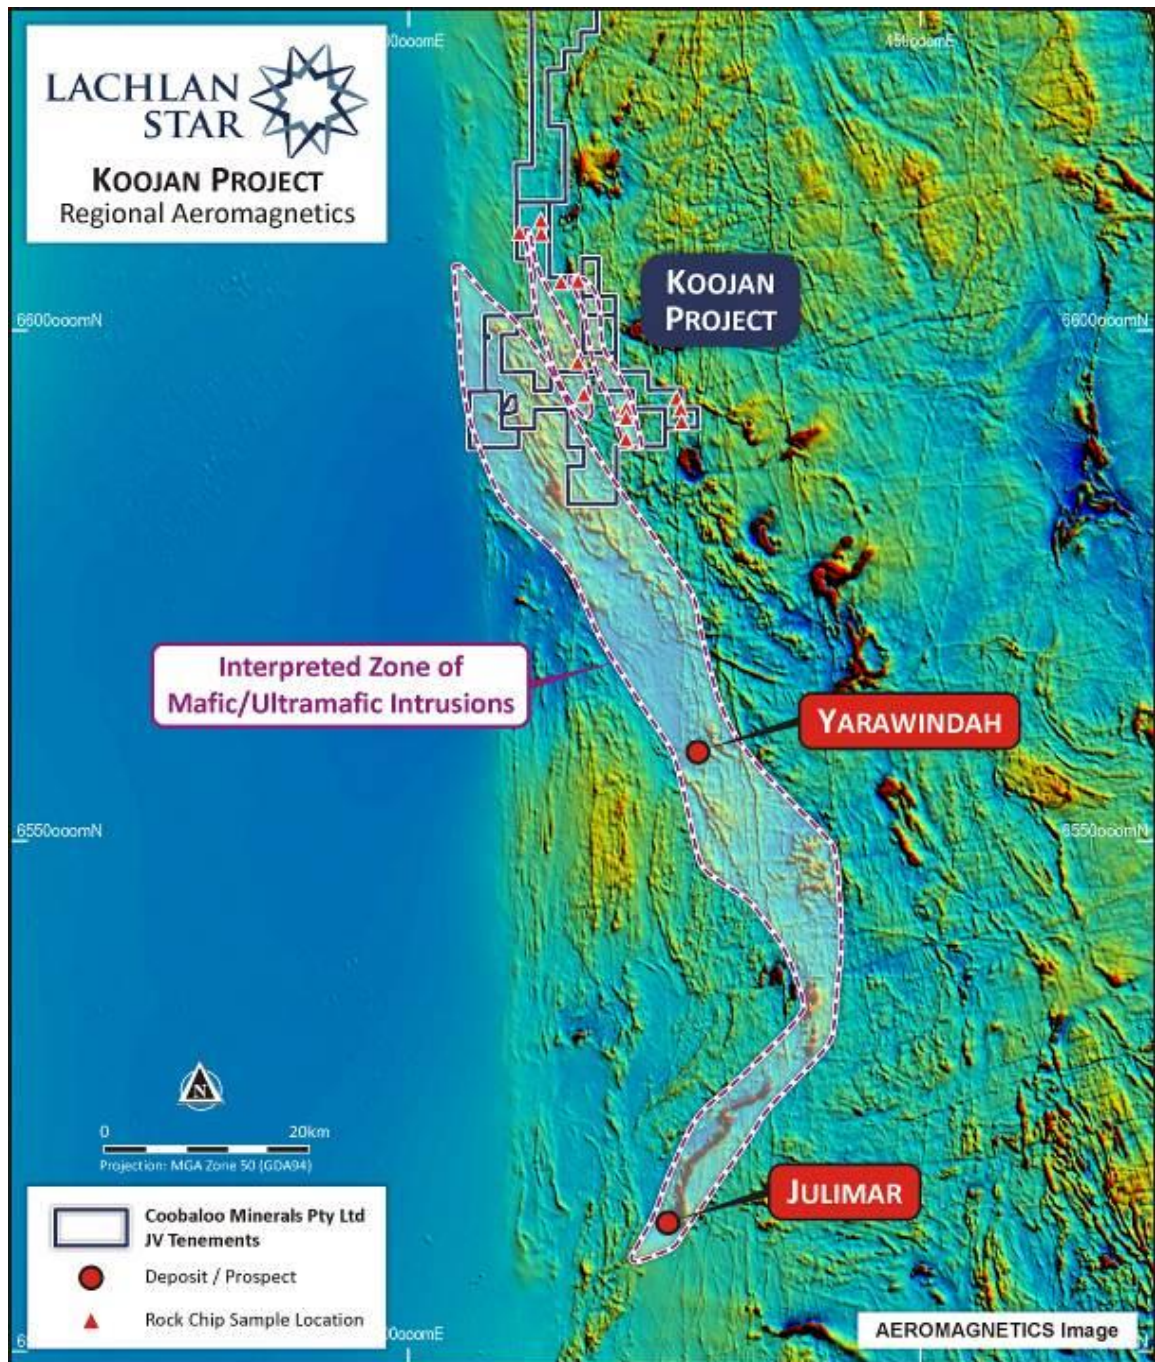 LACHLAN
STAR
KOOJAN PROJECT
Regional Aeromagnetics
450000mE
KOOJAN
PROJECT
6600000mN
6600000mN
Interpreted Zone of
Mafic/Ultramafic Intrusions
YARAWINDAH
6550000mN
6550000mN
N
0 20km
Projection: MGA Zone 50 (GDA94)
JULIMAR
Coobaloo Minerals Pty Ltd
JV Tenements
Deposit / Prospect
Rock Chip Sample Location
AEROMAGNETICS Image